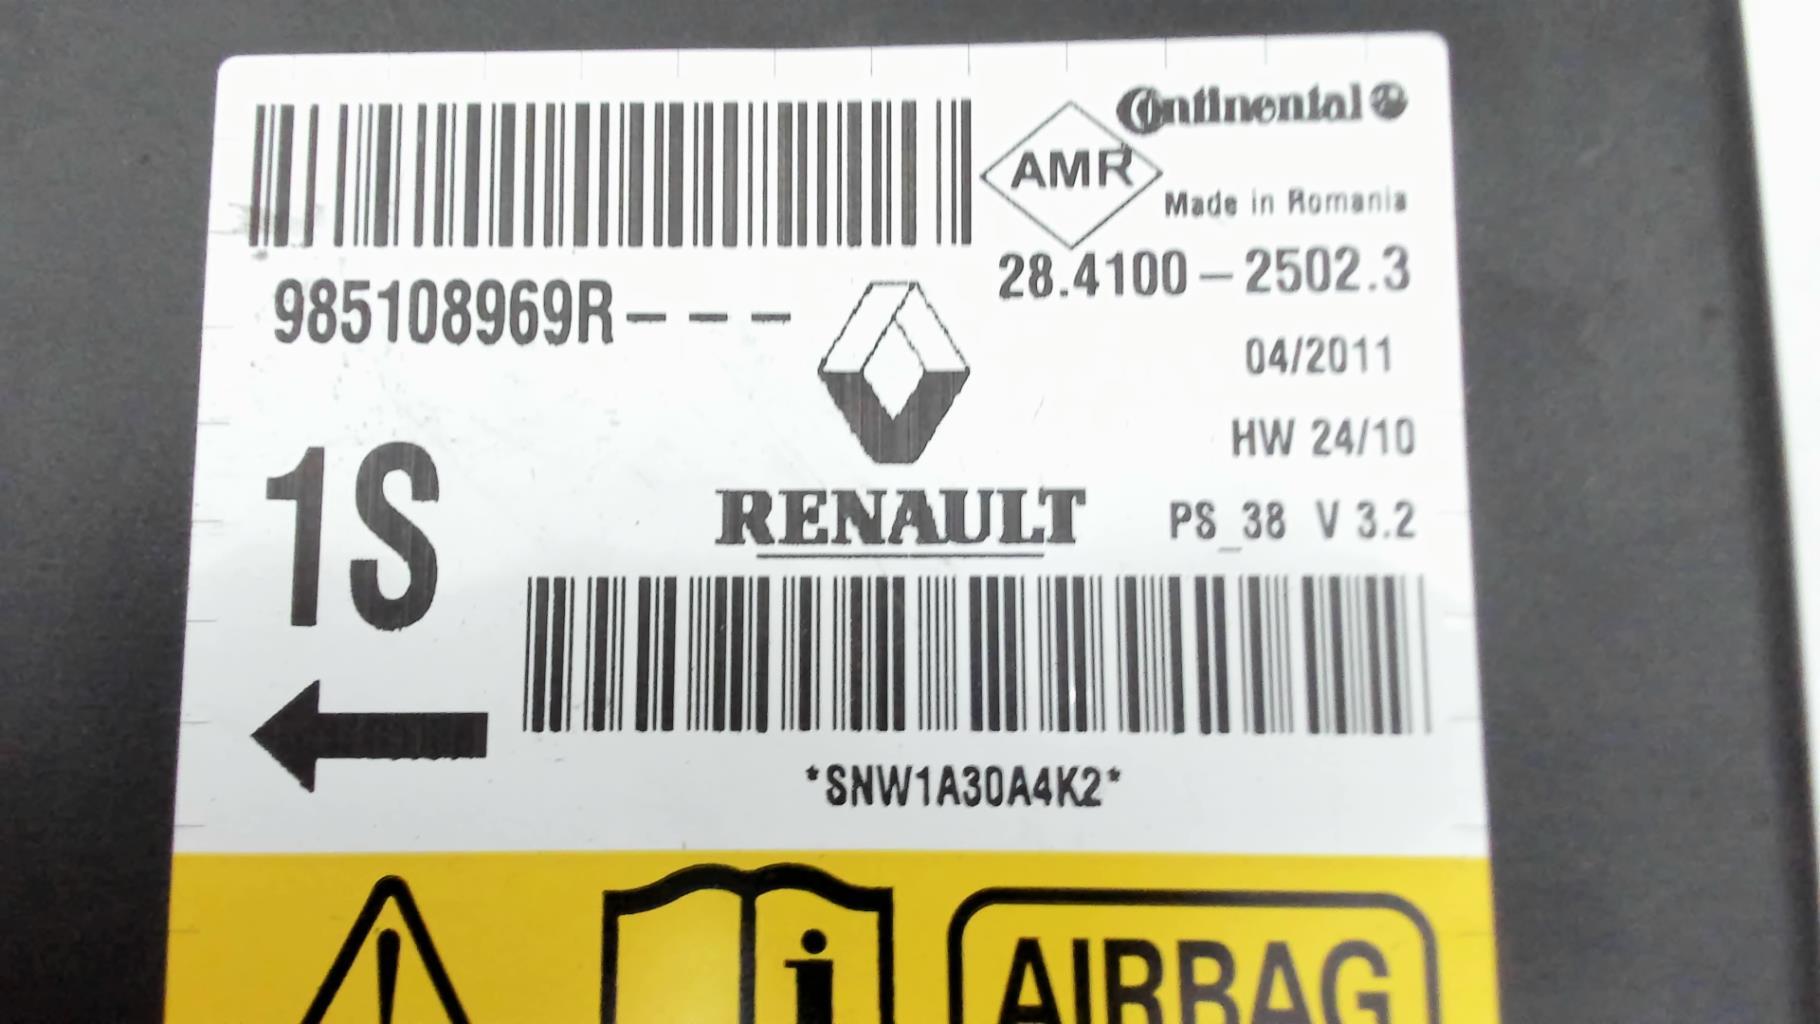 Continental
AMR
Made in Romania
985108969R---
28.4100-2502.3
04/2011
HW 24/10
1S
RENAULT
PS_38 V 3.2
*SNW1A30A4K2*
i
AIRBAG